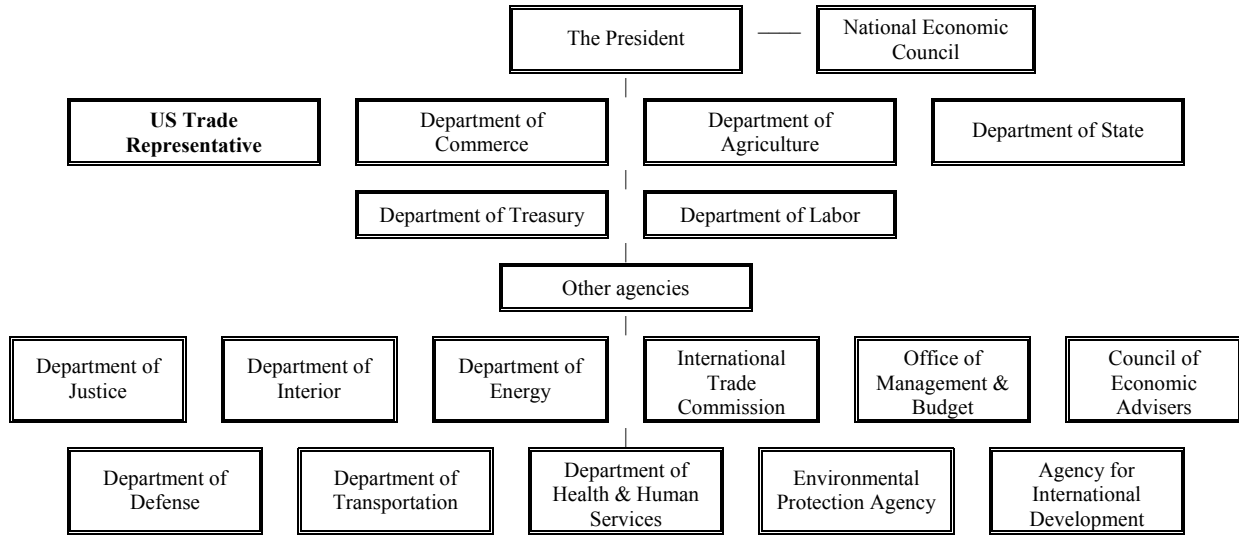 The President
National Economic
Council
US Trade
Representative
Department of
Commerce
Department of
Agriculture
Department of State
Department of Treasury
Department of Labor
Other agencies
Department of
Justice
Department of
Interior
Department of
Energy
International
Trade
Commission
Office of
Management &
Budget
Council of
Economic
Advisers
Department of
Defense
Department of
Transportation
Department of
Health & Human
Services
Environmental
Protection Agency
Agency for
International
Development